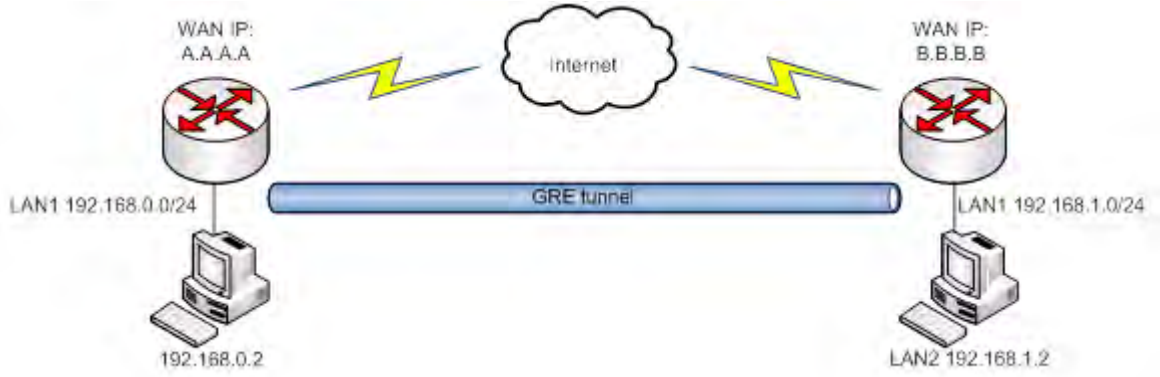 WAN IP:
A.A.A.A
Internet
WAN IP:
B.B.B.B
GRE tunnel
LAN1 192.168.0.0/24
LAN1 192.168.1.0/24
192.168.0.2
LAN2 192.168.1.2